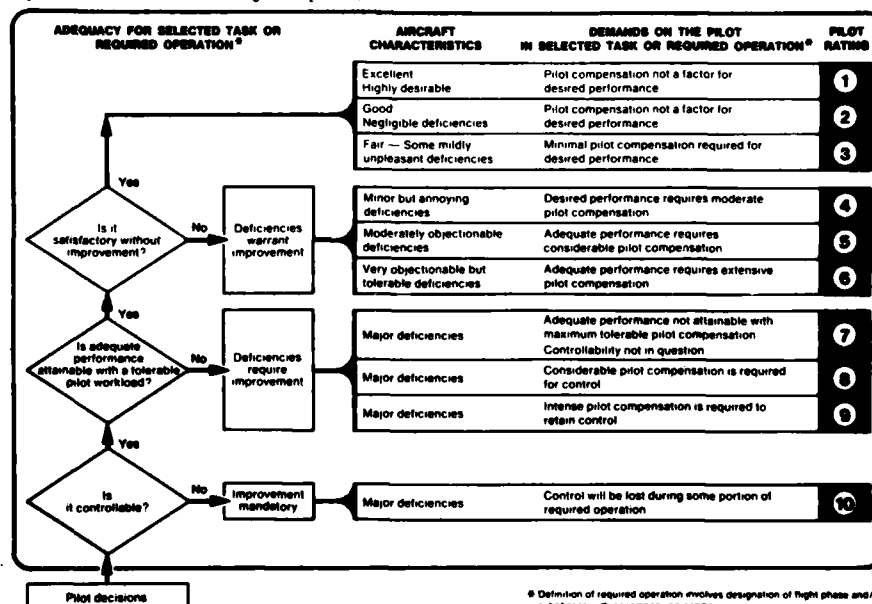 ADEQUACY FOR SELECTED TASK OR
REQUIRED OPERATION*
AIRCRAFT
CHARACTERISTICS
DEMANDS ON THE PILOT
IN SELECTED TASK OR REQUIRED OPERATION*
PILOT
RATING
Excellent
Highly desirable
Pilot compensation not a factor for
desired performance
1
Good
Negligible deficiencies
Pilot compensation not a factor for
desired performance
2
Fair — Some mildly
unpleasant deficiencies
Minimal pilot compensation required for
desired performance
3
Yes
Is it
satisfactory without
improvement?
No
Deficiencies
warrant
improvement
Minor but annoying
deficiencies
Desired performance requires moderate
pilot compensation
4
Moderately objectionable
deficiencies
Adequate performance requires
considerable pilot compensation
5
Very objectionable but
tolerable deficiencies
Adequate performance requires extensive
pilot compensation
6
Yes
Is adequate
performance
attainable with a tolerable
pilot workload?
No
Deficiencies
require
improvement
Major deficiencies
Adequate performance not attainable with
maximum tolerable pilot compensation
Controllability not in question
7
Major deficiencies
Considerable pilot compensation is required
for control
8
Major deficiencies
Intense pilot compensation is required to
retain control
9
Yes
Is
it controllable?
No
Improvement
mandatory
Major deficiencies
Control will be lost during some portion of
required operation
10
Pilot decisions
* Definition of required operation involves designation of flight phase and/